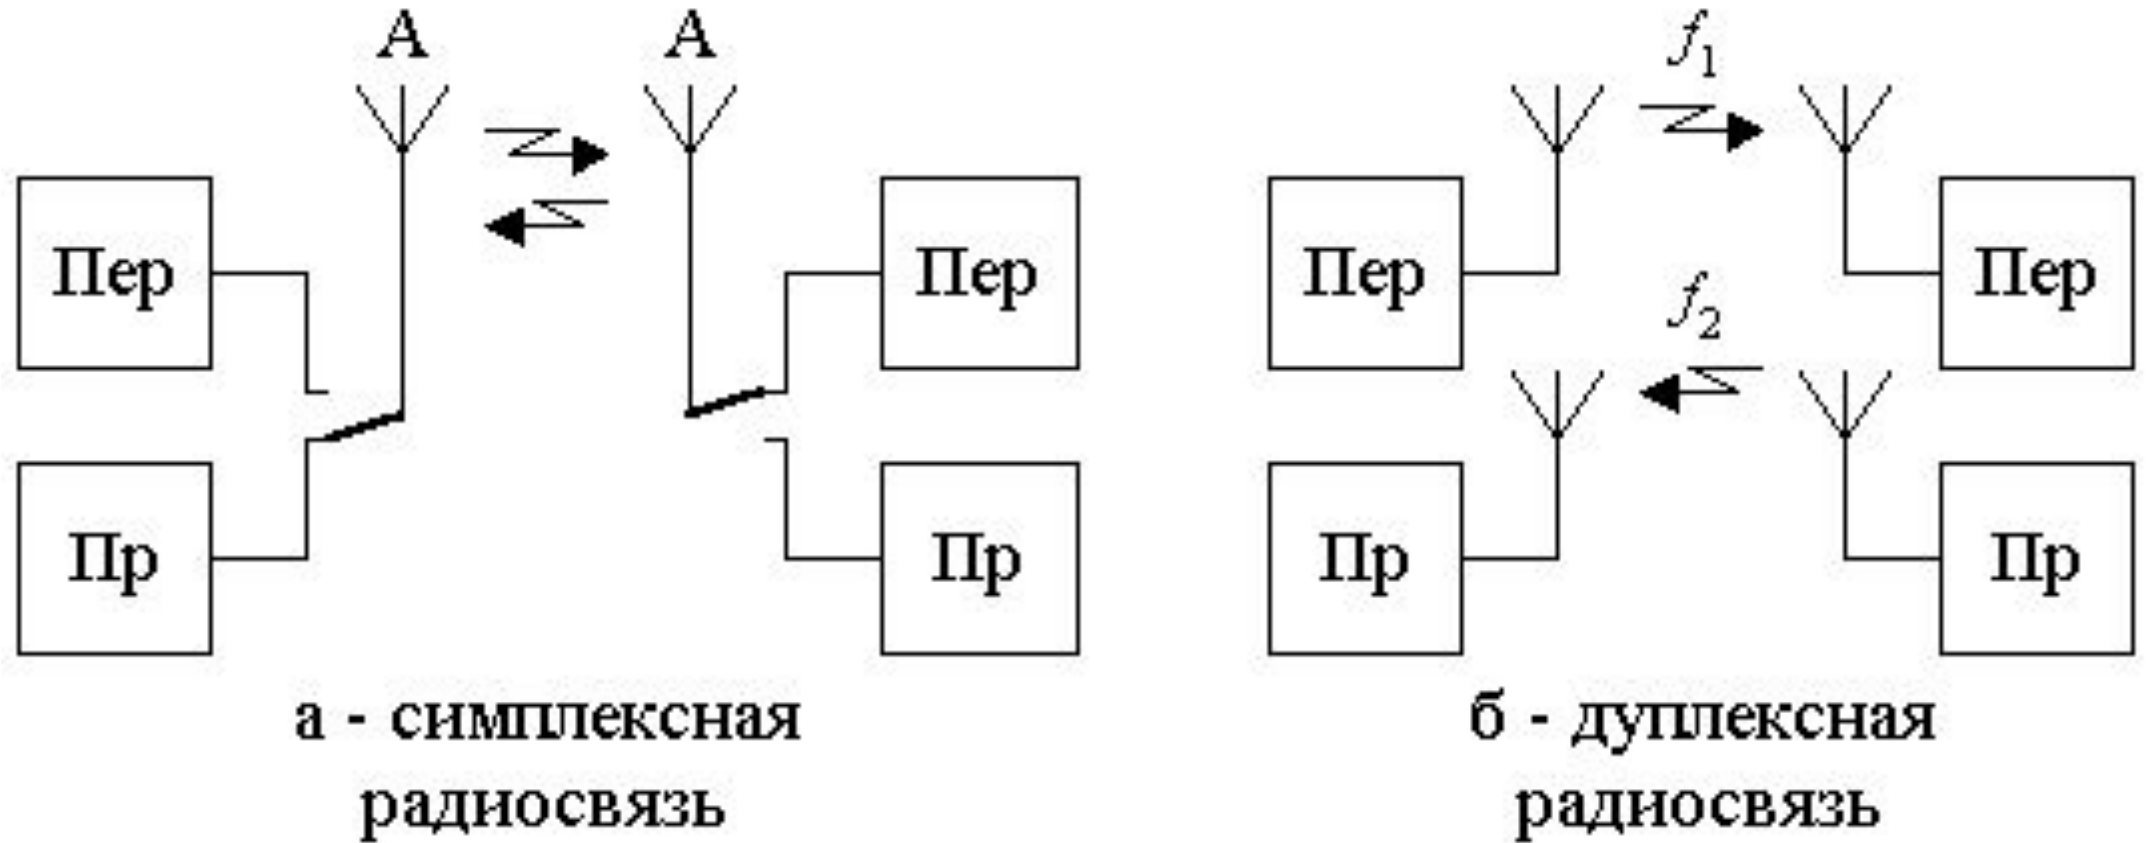 А А
Пер Пер
Пр Пр
а - симплексная
радиосвязь
f1
Пер Пер
f2
Пр Пр
б - дуплексная
радиосвязь